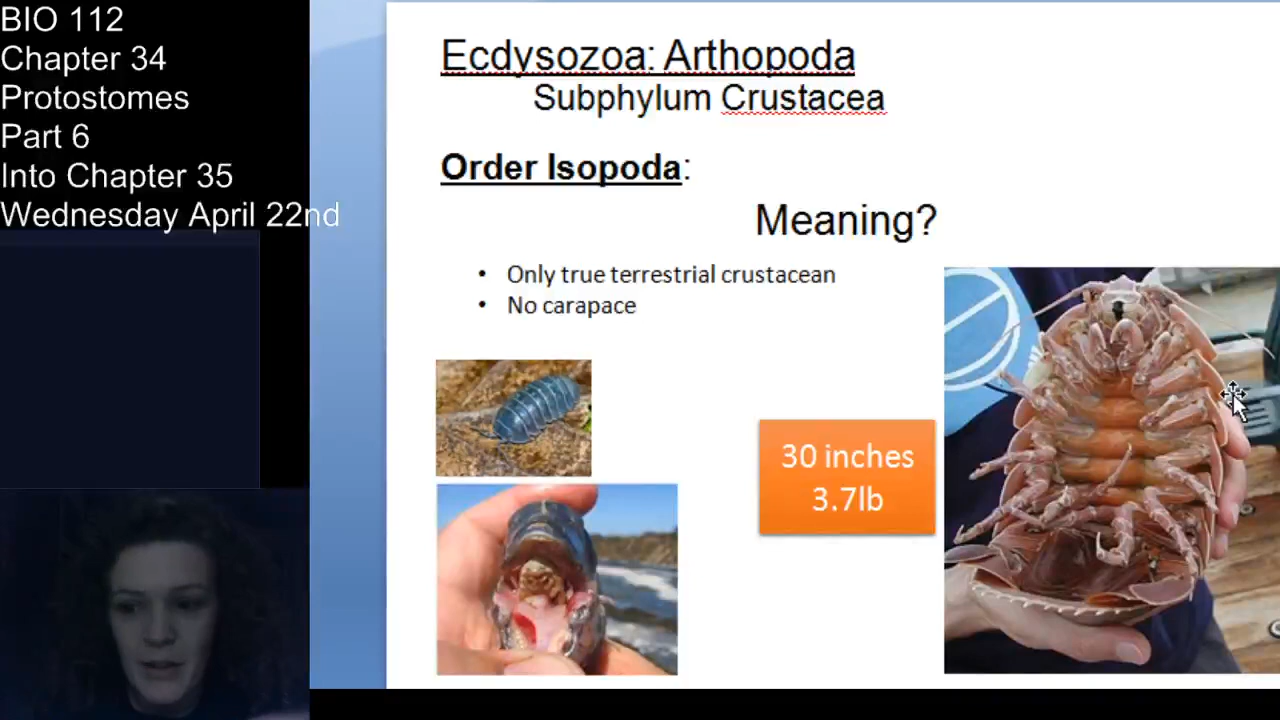 BIO 112
Chapter 34
Protostomes
Part 6
Into Chapter 35
Wednesday April 22nd
Ecdysozoa: Arthopoda
Subphylum Crustacea
Order Isopoda:
Meaning?
• Only true terrestrial crustacean
• No carapace
30 inches
3.7lb